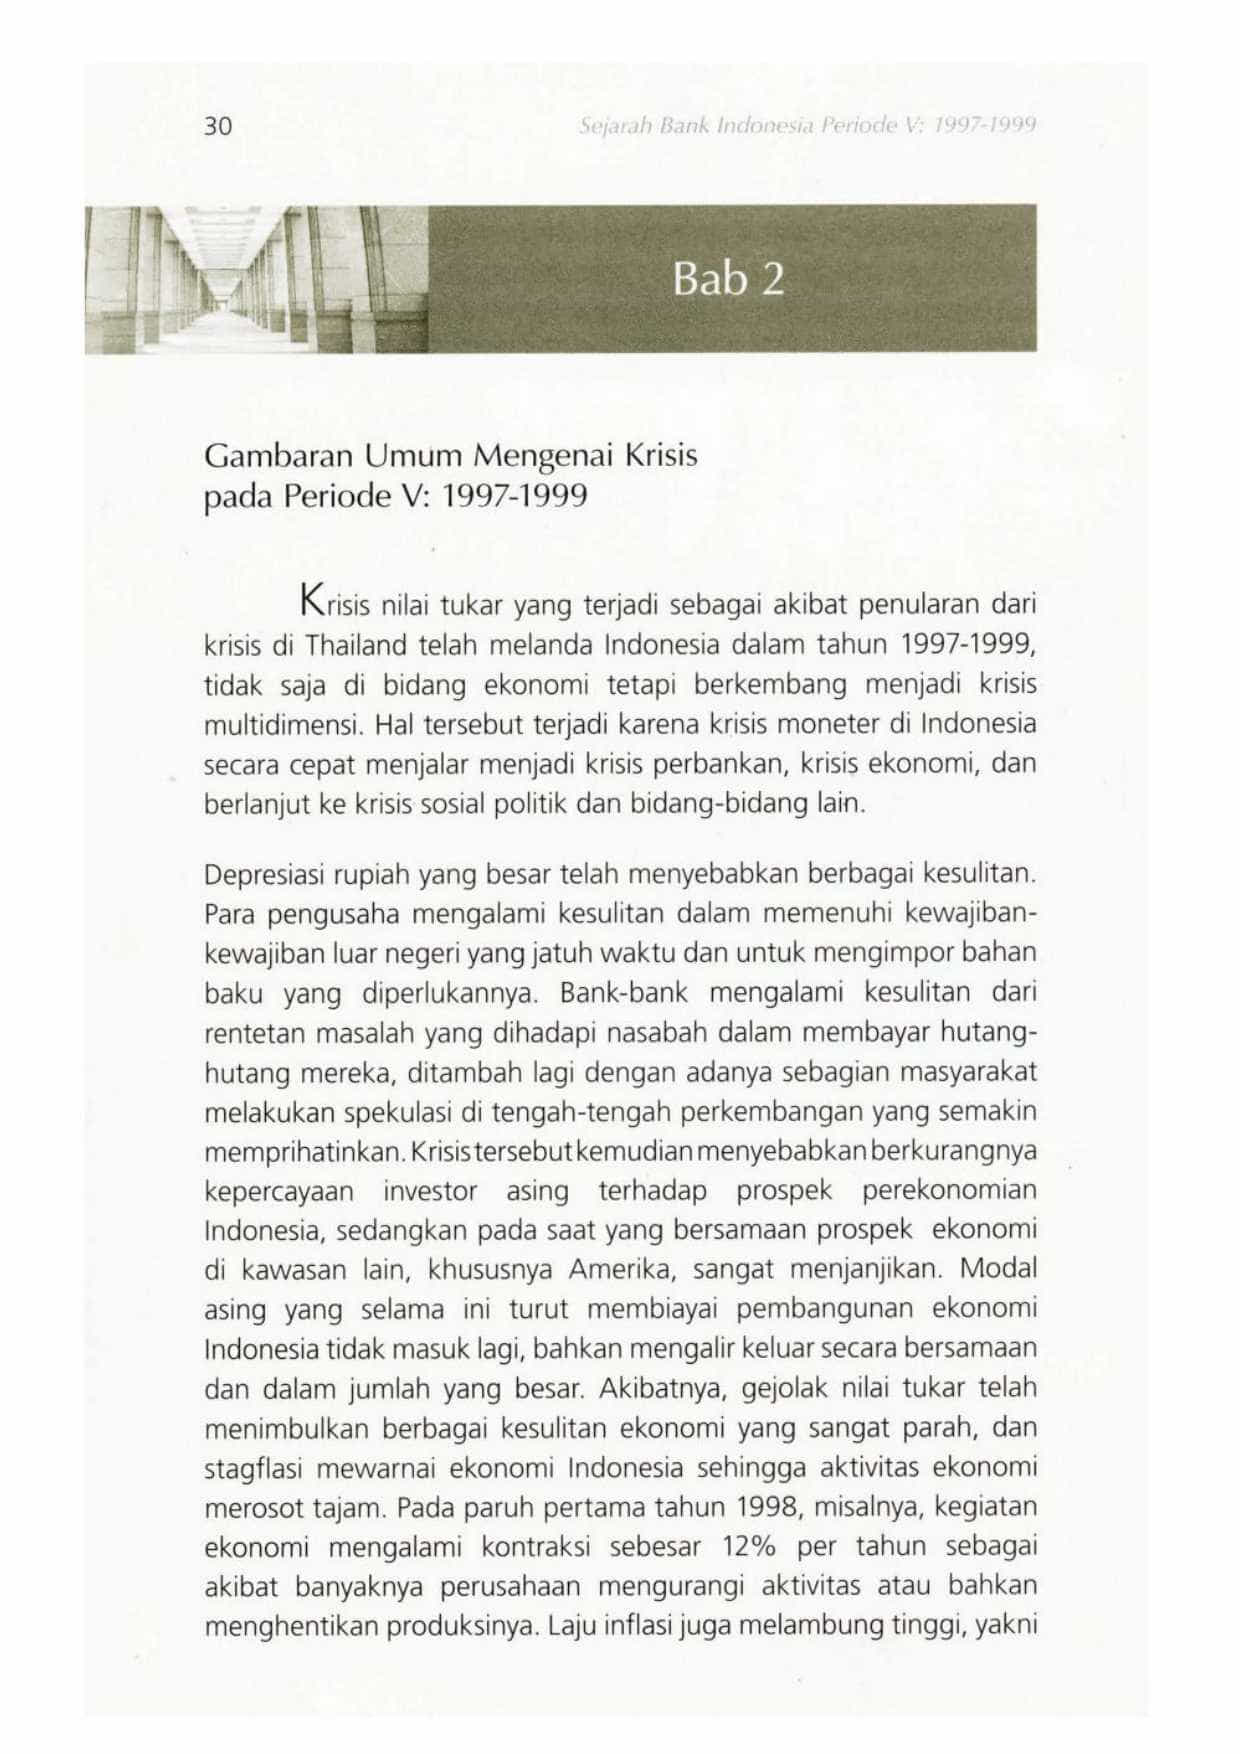 30
Sejarah Bank Indonesia Periode V: 1997-1999
Bab 2
Gambaran Umum Mengenai Krisis
pada Periode V: 1997-1999
Krisis nilai tukar yang terjadi sebagai akibat penularan dari
krisis di Thailand telah melanda Indonesia dalam tahun 1997-1999,
tidak saja di bidang ekonomi tetapi berkembang menjadi krisis
multidimensi. Hal tersebut terjadi karena krisis moneter di Indonesia
secara cepat menjalar menjadi krisis perbankan, krisis ekonomi, dan
berlanjut ke krisis sosial politik dan bidang-bidang lain.
Depresiasi rupiah yang besar telah menyebabkan berbagai kesulitan.
Para pengusaha mengalami kesulitan dalam memenuhi kewajiban-
kewajiban luar negeri yang jatuh waktu dan untuk mengimpor bahan
baku yang diperlukannya. Bank-bank mengalami kesulitan dari
rentetan masalah yang dihadapi nasabah dalam membayar hutang-
hutang mereka, ditambah lagi dengan adanya sebagian masyarakat
melakukan spekulasi di tengah-tengah perkembangan yang semakin
memprihatinkan. Krisis tersebut kemudian menyebabkan berkurangnya
kepercayaan investor asing terhadap prospek perekonomian
Indonesia, sedangkan pada saat yang bersamaan prospek ekonomi
di kawasan lain, khususnya Amerika, sangat menjanjikan. Modal
asing yang selama ini turut membiayai pembangunan ekonomi
Indonesia tidak masuk lagi, bahkan mengalir keluar secara bersamaan
dan dalam jumlah yang besar. Akibatnya, gejolak nilai tukar telah
menimbulkan berbagai kesulitan ekonomi yang sangat parah, dan
stagflasi mewarnai ekonomi Indonesia sehingga aktivitas ekonomi
merosot tajam. Pada paruh pertama tahun 1998, misalnya, kegiatan
ekonomi mengalami kontraksi sebesar 12% per tahun sebagai
akibat banyaknya perusahaan mengurangi aktivitas atau bahkan
menghentikan produksinya. Laju inflasi juga melambung tinggi, yakni